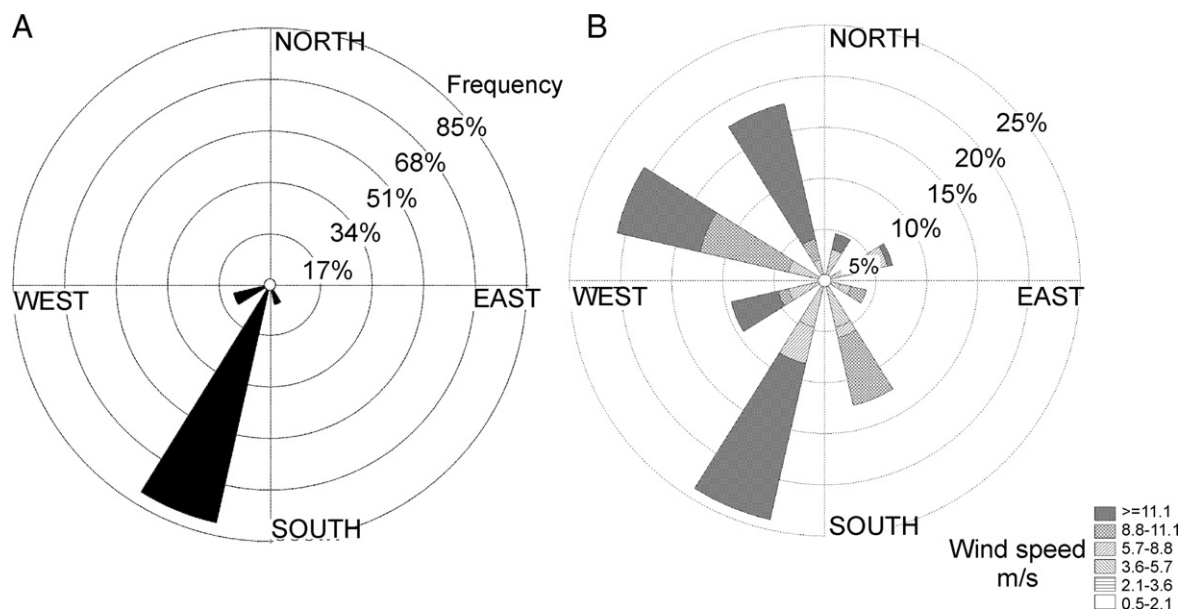 A
NORTH
Frequency
85%
68%
51%
34%
17%
WEST
EAST
SOUTH
B
NORTH
25%
20%
15%
10%
5%
WEST
EAST
SOUTH
Wind speed
m/s
>=11.1
8.8-11.1
5.7-8.8
3.6-5.7
2.1-3.6
0.5-2.1